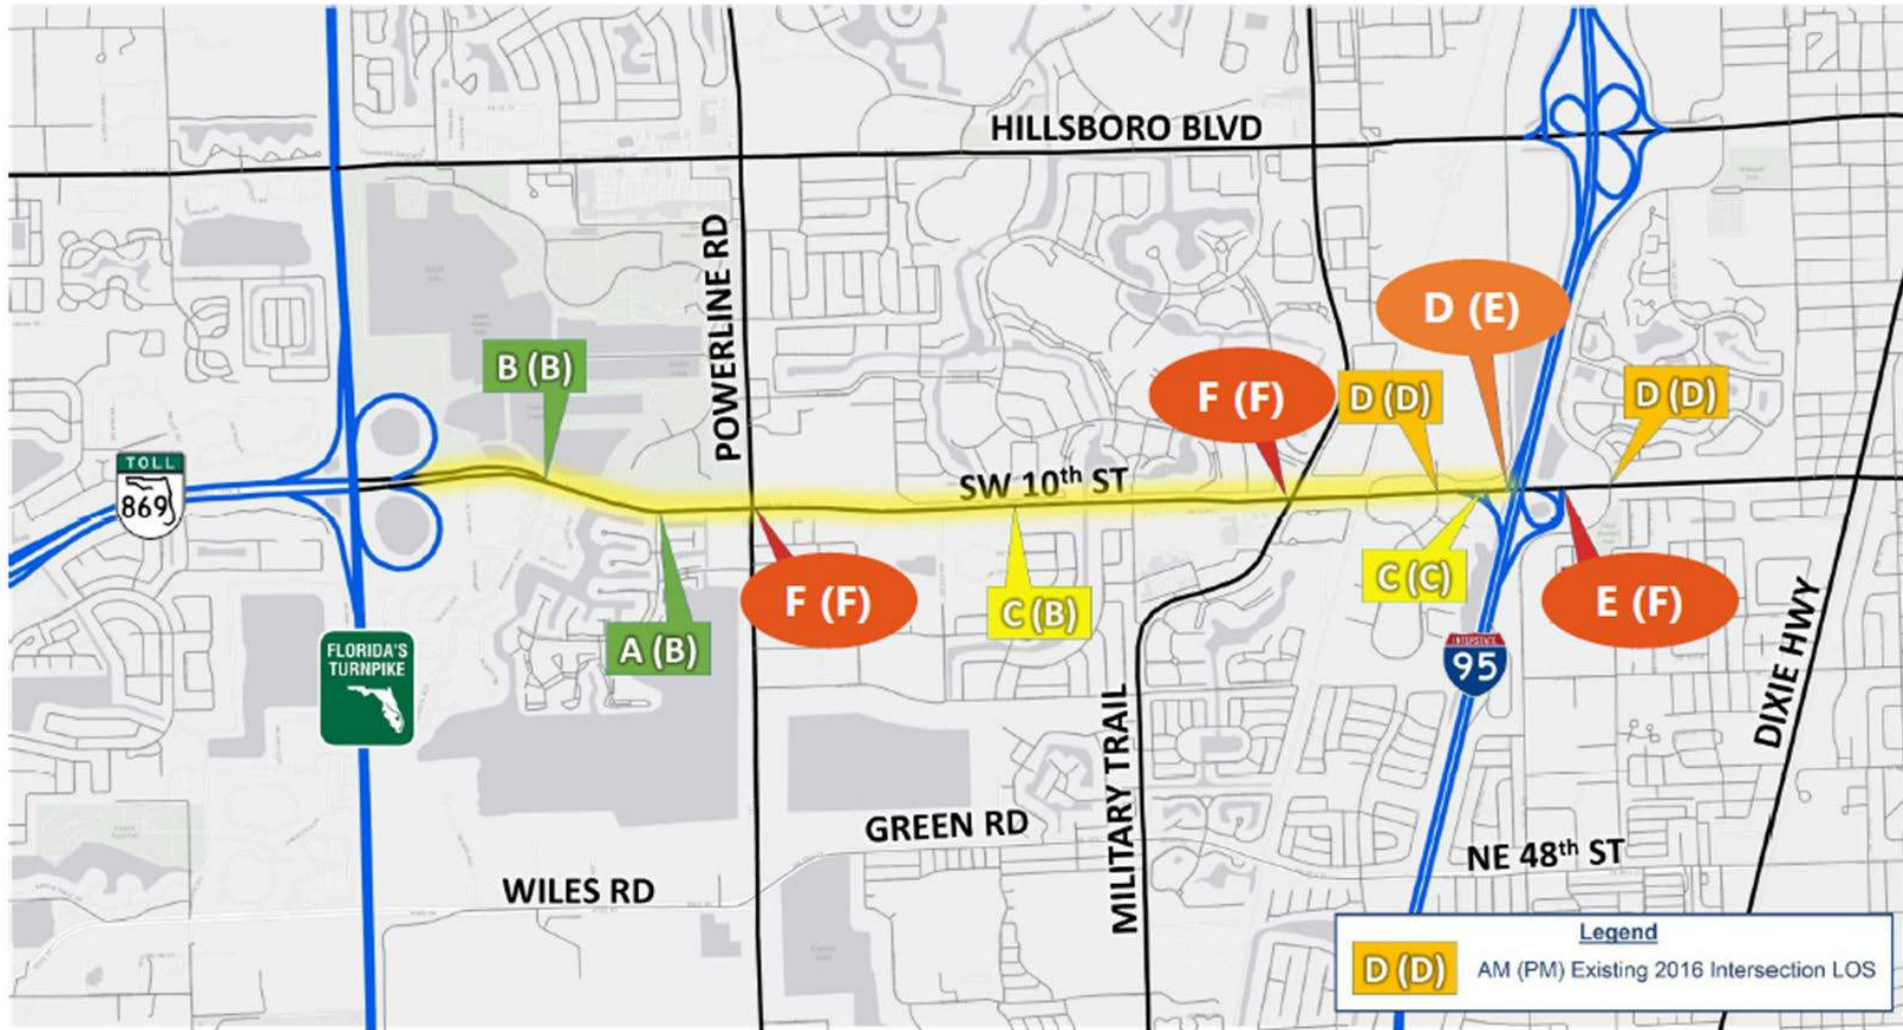 HILLSBORO BLVD
POWERLINE RD
D (E)
B (B)
F (F)
D (D)
D (D)
TOLL
869
SW 10th ST
F (F)
C (B)
C (C)
E (F)
A (B)
FLORIDA'S
TURNPIKE
INTERSTATE
95
DIXIE HWY
MILITARY TRAIL
GREEN RD
NE 48th ST
WILES RD
Legend
D (D) AM (PM) Existing 2016 Intersection LOS